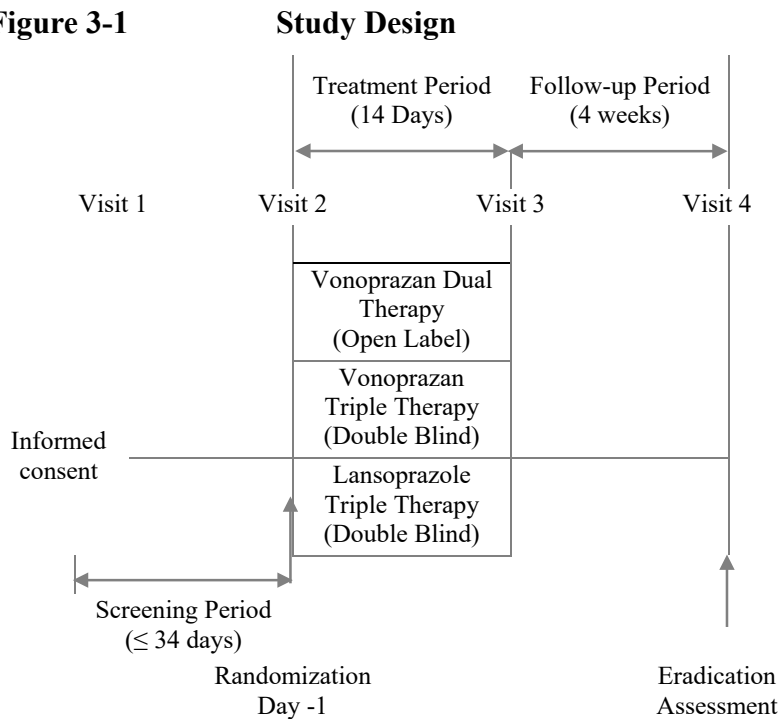 Figure 3-1 Study Design
Treatment Period
(14 Days)
Follow-up Period
(4 weeks)
Visit 1 Visit 2 Visit 3 Visit 4
Vonoprazan Dual
Therapy
(Open Label)
Vonoprazan
Triple Therapy
(Double Blind)
Informed
consent
Lansoprazole
Triple Therapy
(Double Blind)
Screening Period
(≤ 34 days)
Randomization
Day -1
Eradication
Assessment